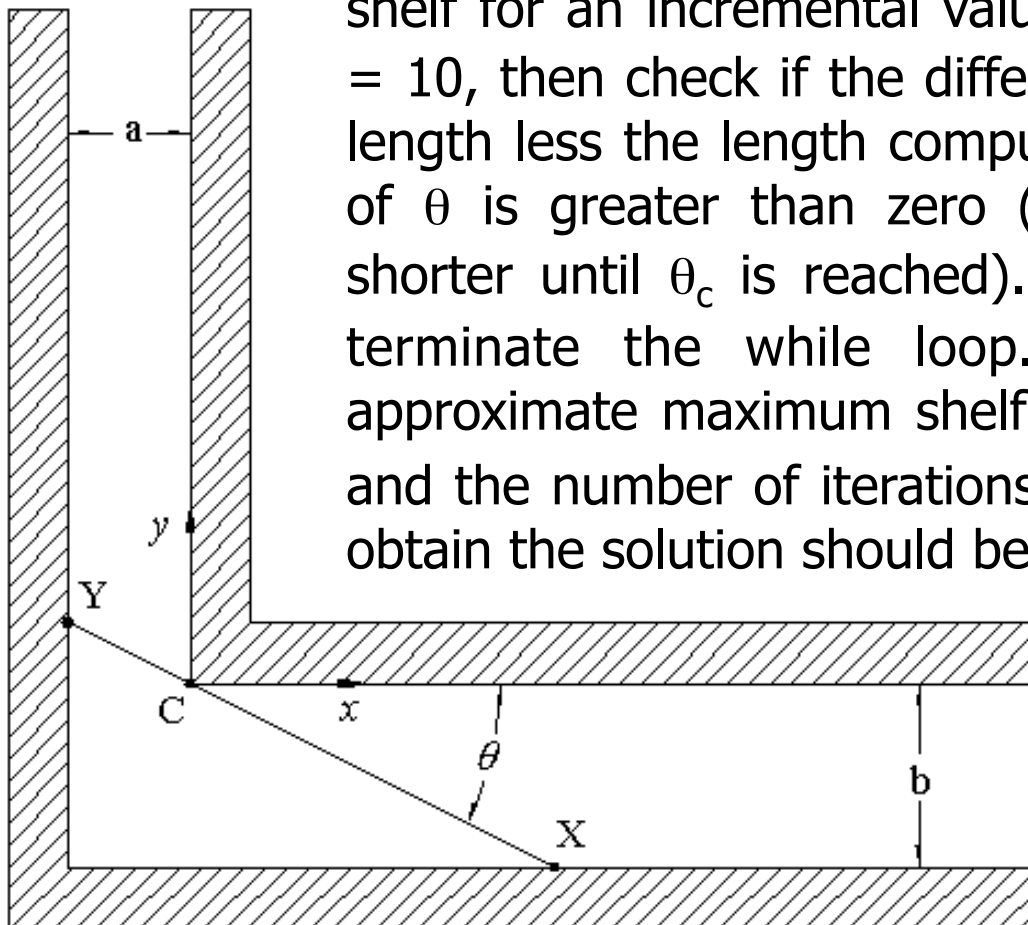 shelf for an incremental valu
= 10, then check if the diffe
length less the length compu
of θ is greater than zero (
shorter until θc is reached).
terminate the while loop.
approximate maximum shelf
and the number of iterations
obtain the solution should be
a
y
Y
C
x
θ
b
X